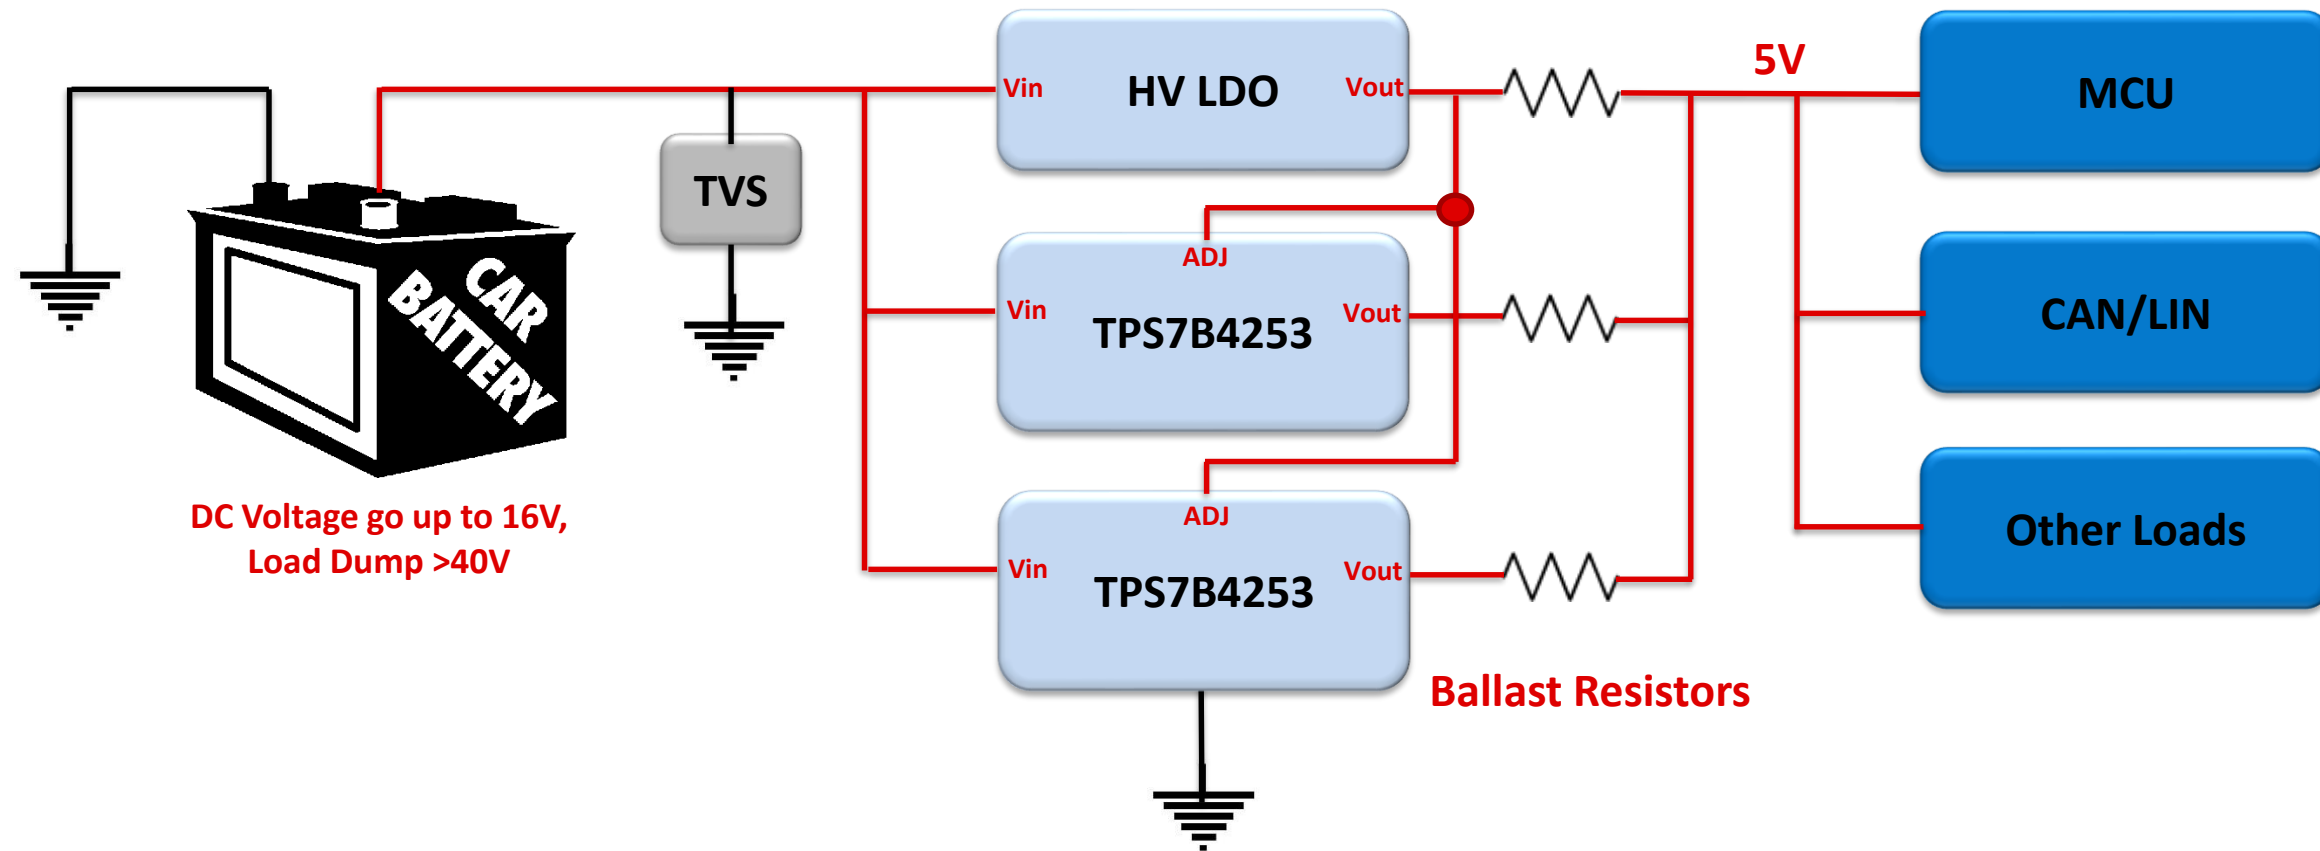 5V
Vin
HV LDO
Vout
MCU
TVS
ADJ
Vin
TPS7B4253
Vout
CAN/LIN
CAR
BATTERY
DC Voltage go up to 16V,
Load Dump >40V
ADJ
Vin
TPS7B4253
Vout
Other Loads
Ballast Resistors